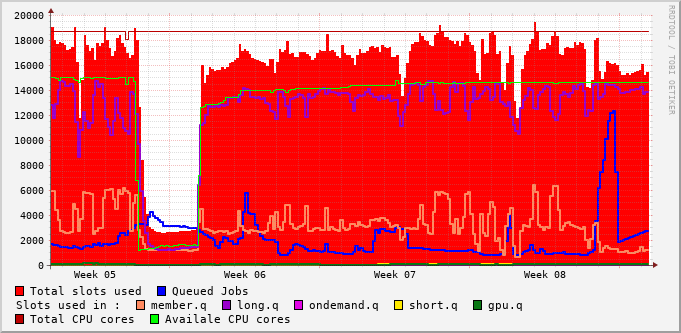 20000
18000
16000
14000
12000
10000
8000
6000
4000
2000
0
Week 05 Week 06 Week 07 Week 08
RRDTOOL / TOBI OETIKER
Total slots used Queued Jobs
Slots used in : member.q long.q ondemand.q short.q gpu.q
Total CPU cores Availale CPU cores